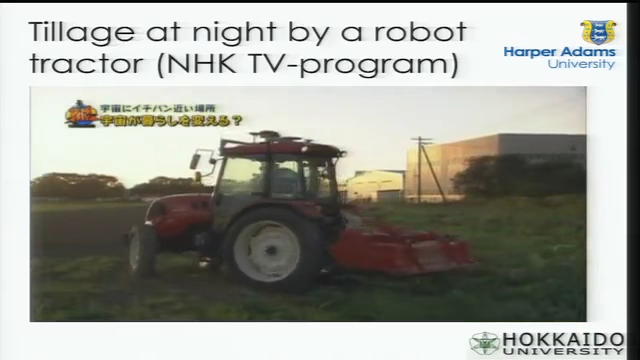 Tillage at night by a robot
tractor (NHK TV-program)
Harper Adams
University
宇宙にイチバン近い場所
宇宙が暮らしを変える？
HOKKAIDO
UNIVERSITY